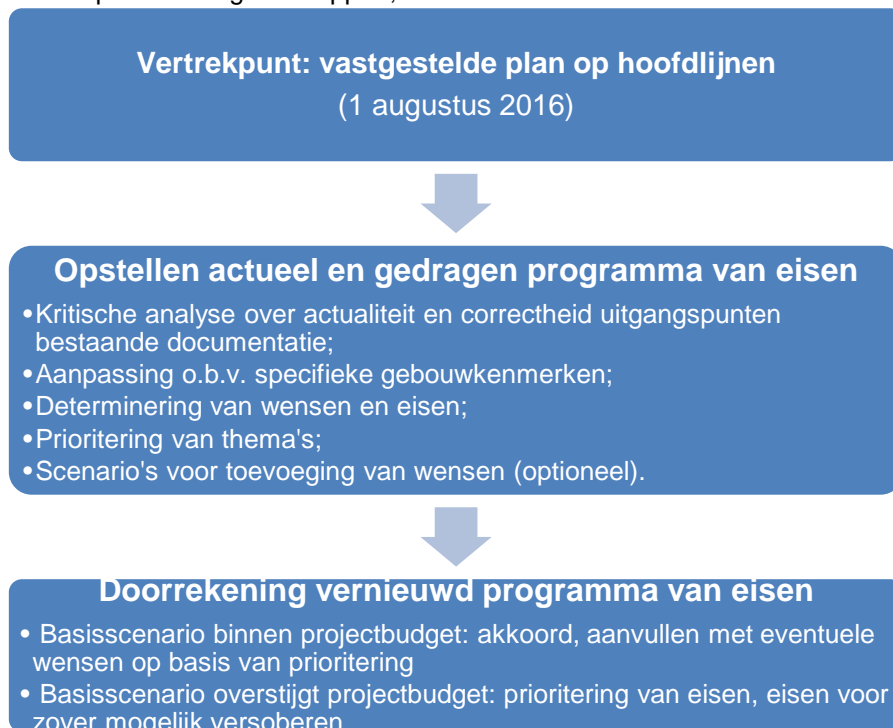 Vertrekpunt: vastgestelde plan op hoofdlijnen
(1 augustus 2016)
Opstellen actueel en gedragen programma van eisen
•Kritische analyse over actualiteit en correctheid uitgangspunten
bestaande documentatie;
•Aanpassing o.b.v. specifieke gebouwkenmerken;
•Determinering van wensen en eisen;
•Prioritering van thema's;
•Scenario's voor toevoeging van wensen (optioneel).
Doorrekening vernieuwd programma van eisen
• Basisscenario binnen projectbudget: akkoord, aanvullen met eventuele
wensen op basis van prioritering
• Basisscenario overstijgt projectbudget: prioritering van eisen, eisen voor
zover mogelijk versoberen